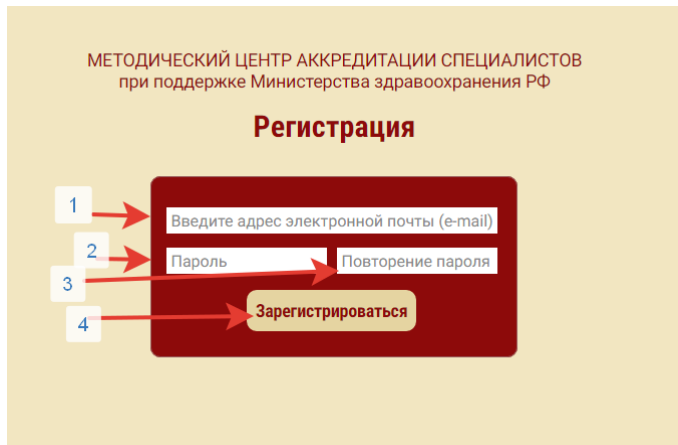 МЕТОДИЧЕСКИЙ ЦЕНТР АККРЕДИТАЦИИ СПЕЦИАЛИСТОВ
при поддержке Министерства здравоохранения РФ
Регистрация
1
Введите адрес электронной почты (e-mail)
2
Пароль
Повторение пароля
3
Зарегистрироваться
4